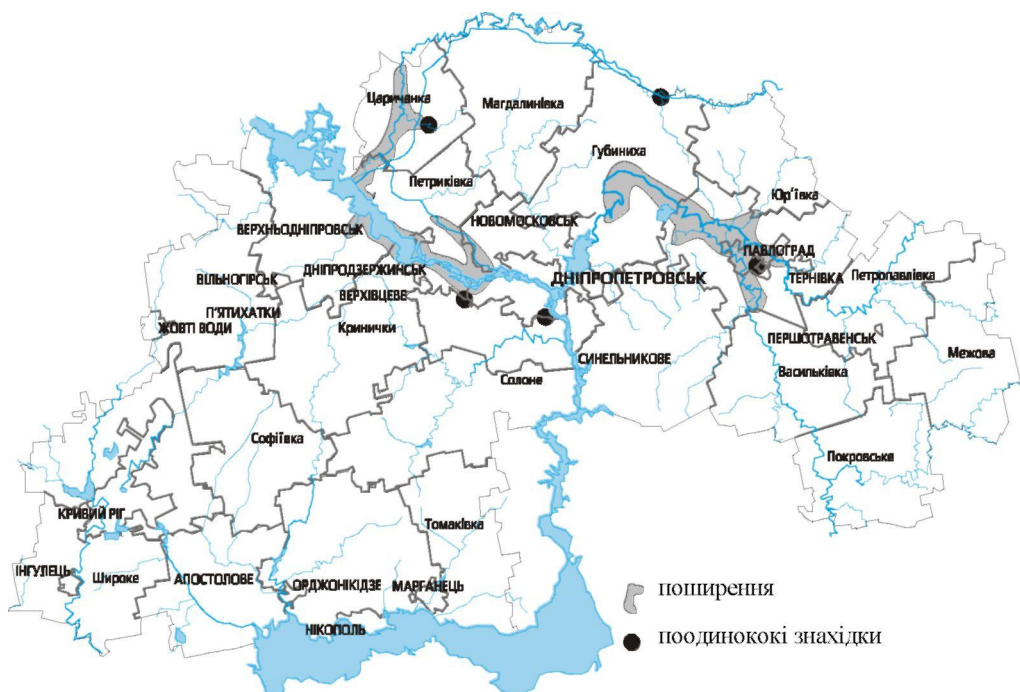 Царичанка
Магдалинівка
Губиниха
Петриківка
Юр'ївка
НОВОМОСКОВСЬК
ВЕРХНЬОДНІПРОВСЬК
ПАВЛОГРАД
ДНІПРОДЗЕРЖИНСЬК
ДНІПРОПЕТРОВСЬК
ТЕРНІВКА
Петропавлівка
ВІЛЬНОГІРСЬК
ВЕРХІВЦЕВЕ
П'ЯТИХАТКИ
Кринички
ЖОВТІ ВОДИ
ПЕРШОТРАВЕНСЬК
Межова
СИНЕЛЬНИКОВЕ
Васильківка
Солоне
Софіївка
Покровське
КРИВИЙ РІГ
Томаківка
ІНГУЛЕЦЬ
Широке
АПОСТОЛОВЕ
ОРДЖОНІКІДЗЕ
МАРГАНЕЦЬ
НІКОПОЛЬ
поширення
поодинококі знахідки